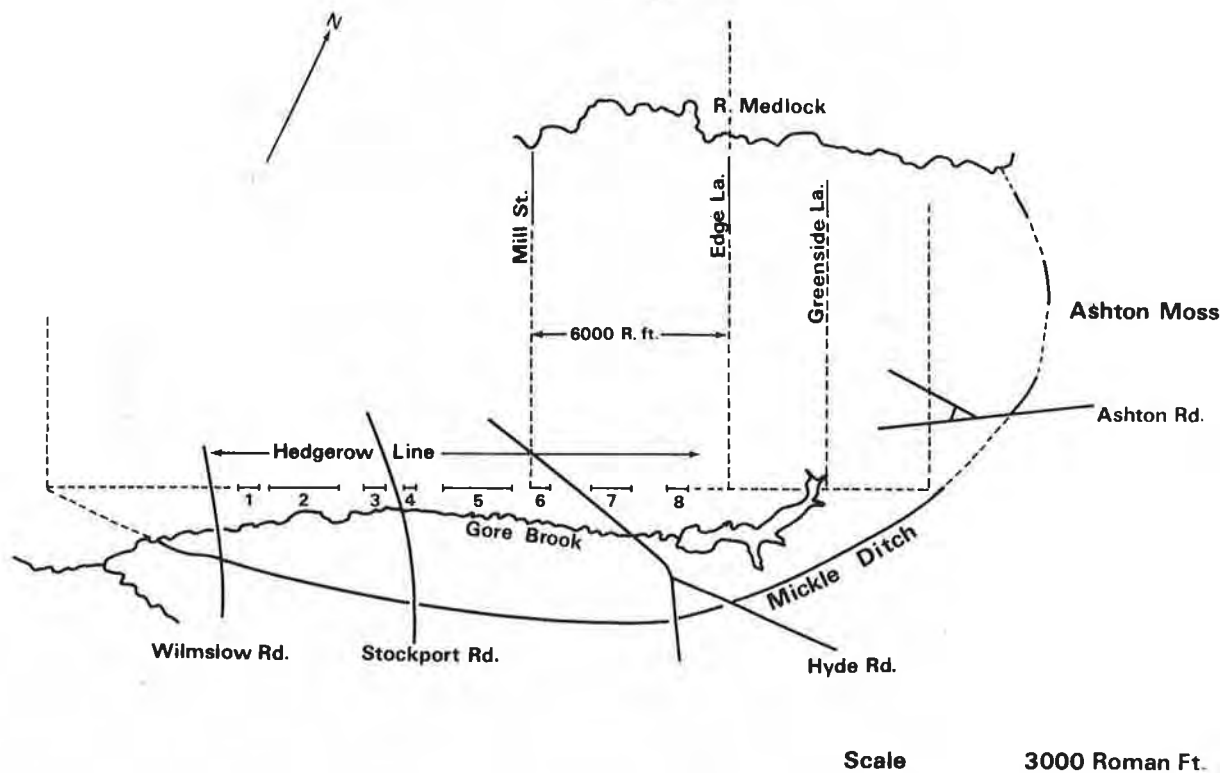 N
R. Medlock
Mill St.
Edge La.
Greenside La.
6000 R. ft.
Ashton Moss
Ashton Rd.
Hedgerow Line
1 2 3 4 5 6 7 8
Gore Brook
Mickle Ditch
Wilmslow Rd.
Stockport Rd.
Hyde Rd.
Scale 3000 Roman Ft.